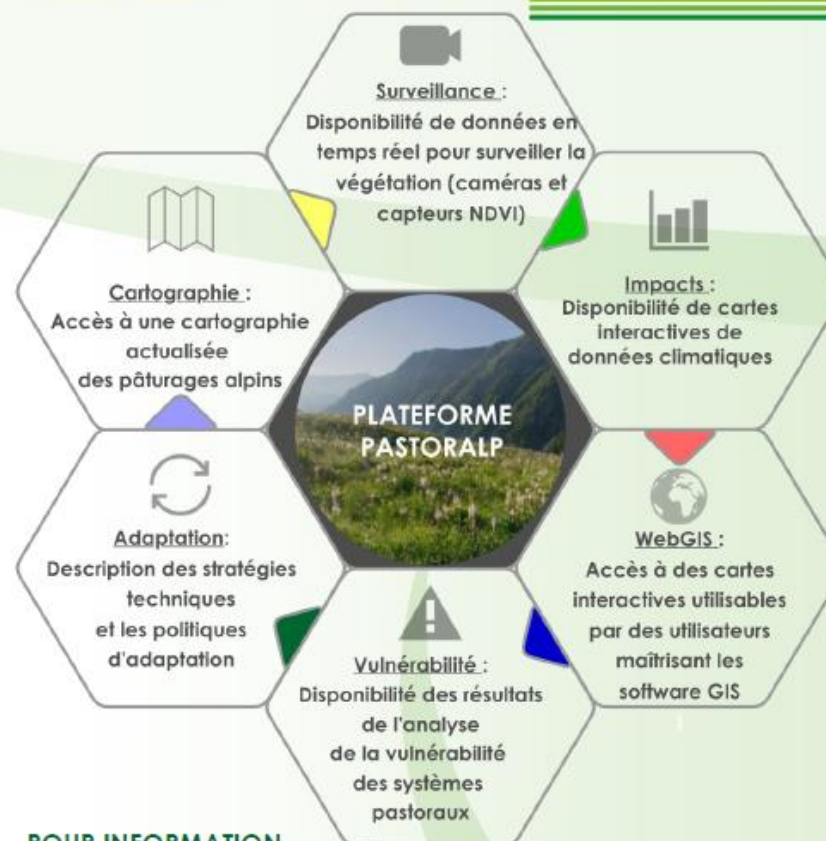 Surveillance :
Disponibilité de données en
temps réel pour surveiller la
végétation (caméras et
capteurs NDVI)
Cartographie :
Accès à une cartographie
actualisée
des pâturages alpins
Impacts :
Disponibilité de cartes
interactives de
données climatiques
PLATEFORME
PASTORALP
Adaptation:
Description des stratégies
techniques
et les politiques
d'adaptation
WebGIS :
Accès à des cartes
interactives utilisables
par des utilisateurs
maîtrisant les
software GIS
Vulnérabilité :
Disponibilité des résultats
de l'analyse
de la vulnérabilité
des systèmes
pastoraux
POUR INFORMATION